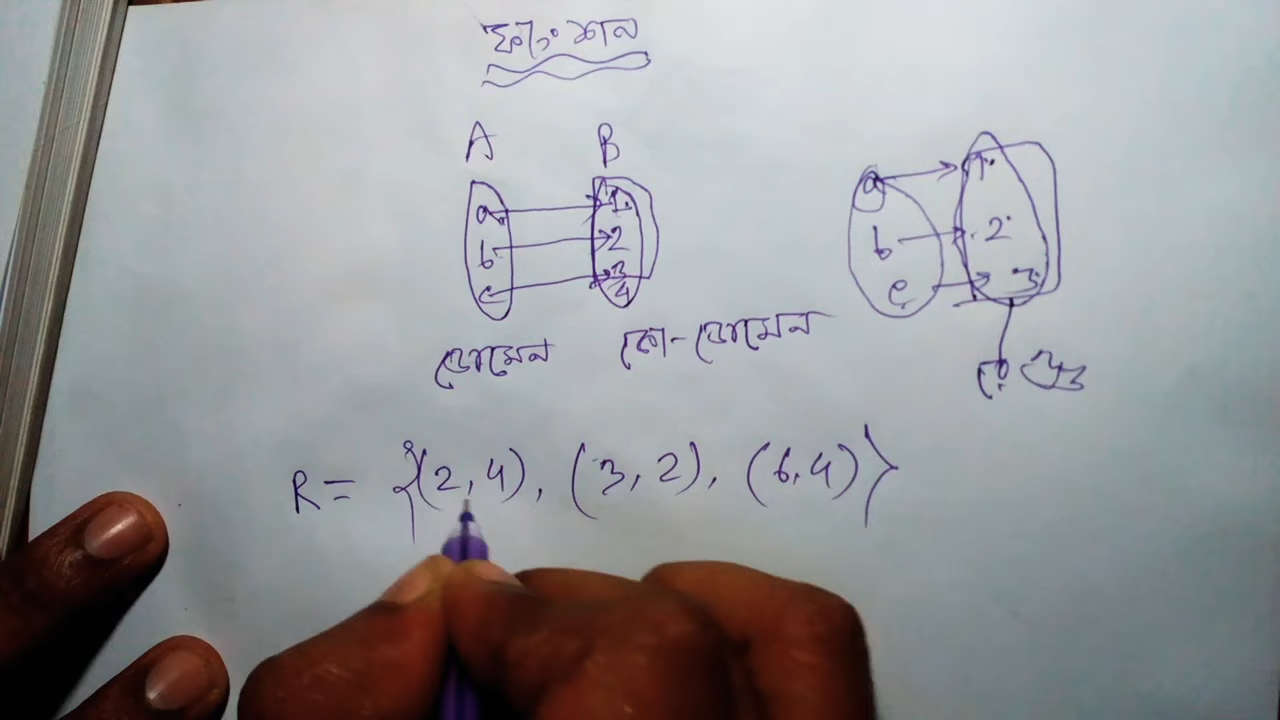 ফাংশন
A B
a 1 a 1
b 2 b 2
c 3 c 3
4
ডোমেন কো-ডোমেন
রেঞ্জ
R = {(2,4), (3,2), (6,4)}